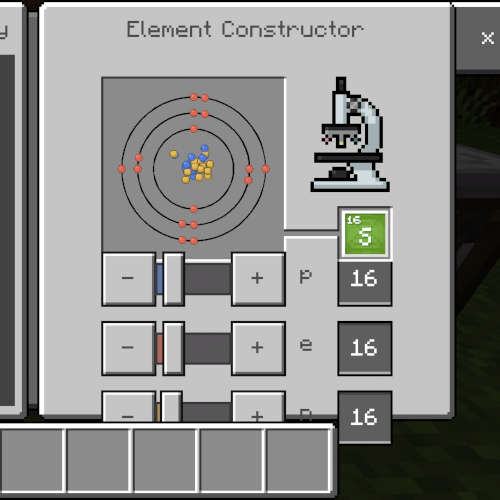 y
Element Constructor
x
16
S
- + p 16
- + e 16
- + n 16